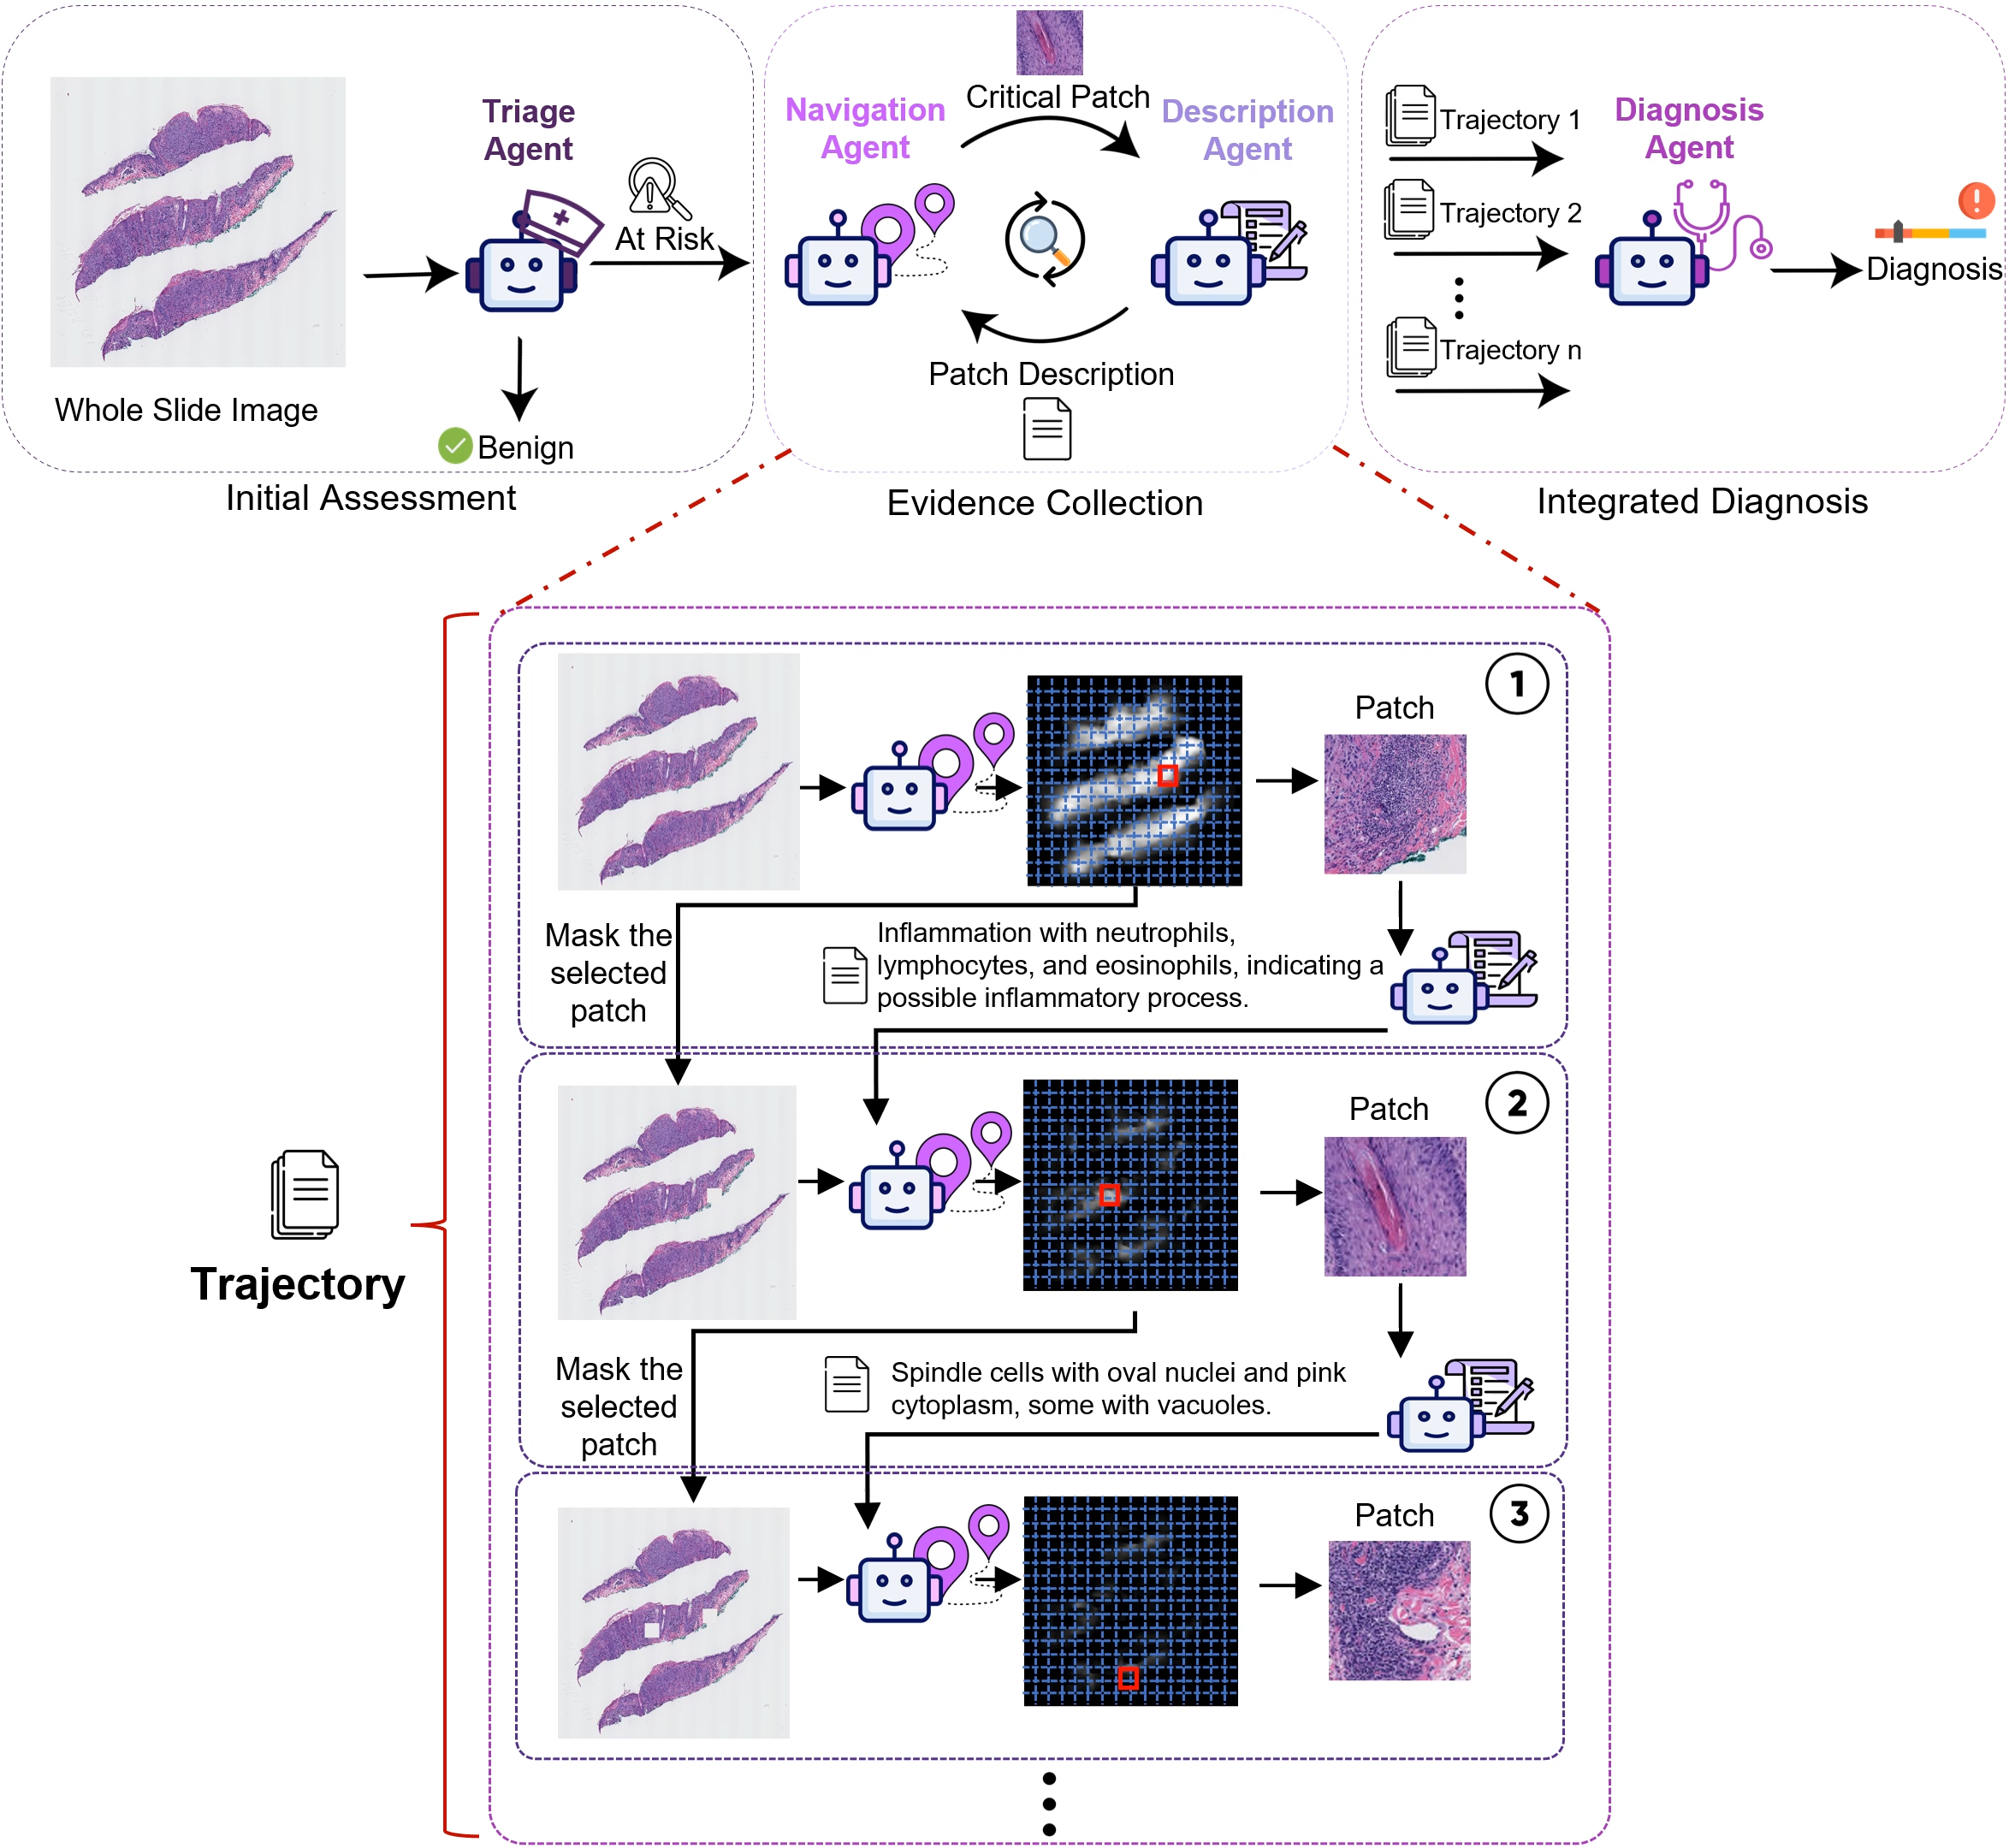 Triage
Agent
At Risk
Whole Slide Image
Benign
Initial Assessment
Critical Patch
Navigation
Agent
Description
Agent
Patch Description
Evidence Collection
Trajectory 1
Trajectory 2
Trajectory n
Diagnosis
Agent
Diagnosis
Integrated Diagnosis
Trajectory
1
Patch
Mask the
selected
patch
Inflammation with neutrophils,
lymphocytes, and eosinophils, indicating a
possible inflammatory process.
2
Patch
Mask the
selected
patch
Spindle cells with oval nuclei and pink
cytoplasm, some with vacuoles.
3
Patch